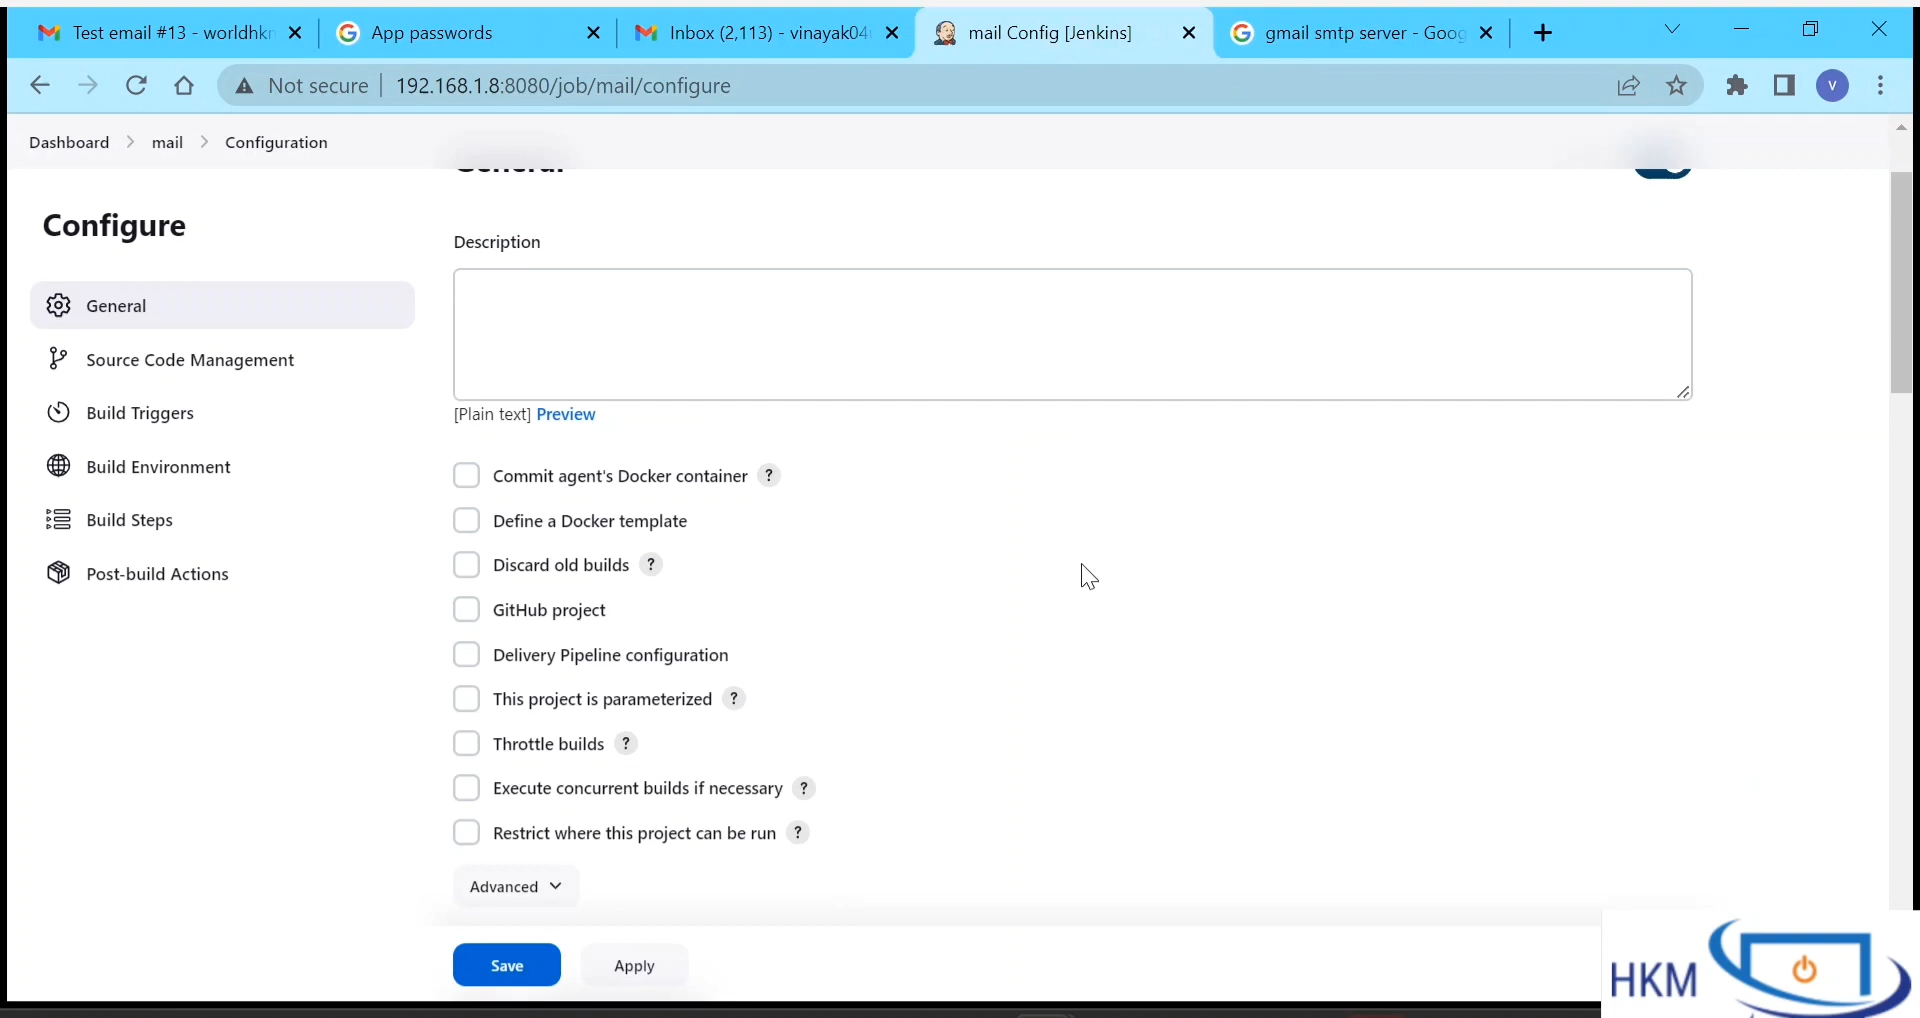 Test email #13 - worldhkn
App passwords
Inbox (2,113) - vinayak04
mail Config [Jenkins]
gmail smtp server - Goog
Not secure
192.168.1.8:8080/job/mail/configure
V
Dashboard
mail
Configuration
General
Configure
Description
General
Source Code Management
Build Triggers
[Plain text] Preview
Build Environment
Commit agent's Docker container ?
Build Steps
Define a Docker template
Post-build Actions
Discard old builds ?
GitHub project
Delivery Pipeline configuration
This project is parameterized ?
Throttle builds ?
Execute concurrent builds if necessary ?
Restrict where this project can be run ?
Advanced
Save
Apply
HKM